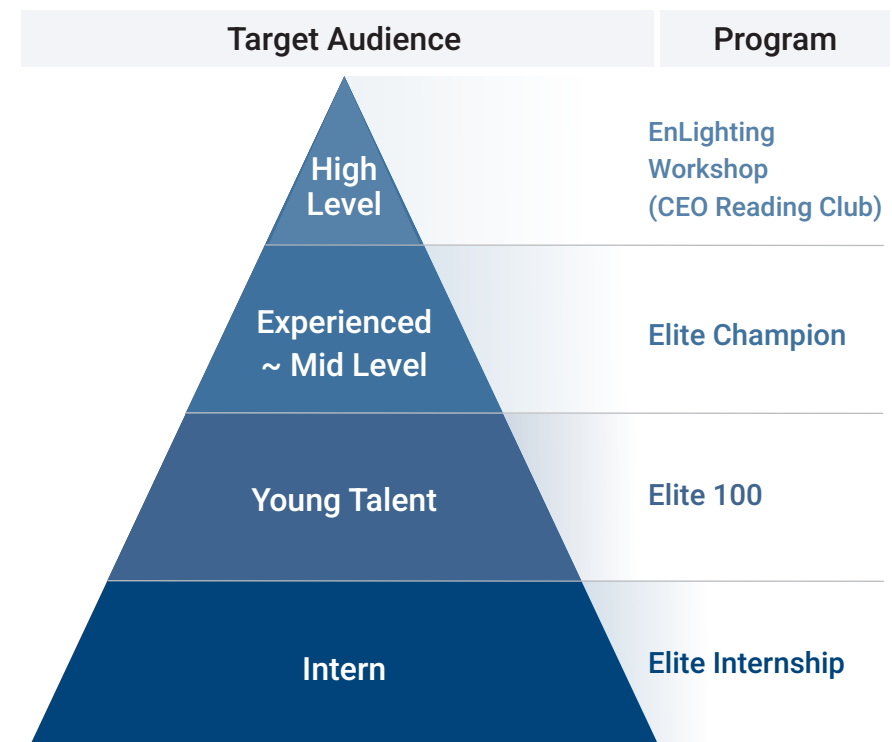 Target Audience
Program
High
Level
EnLighting
Workshop
(CEO Reading Club)
Experienced
~ Mid Level
Elite Champion
Young Talent
Elite 100
Intern
Elite Internship